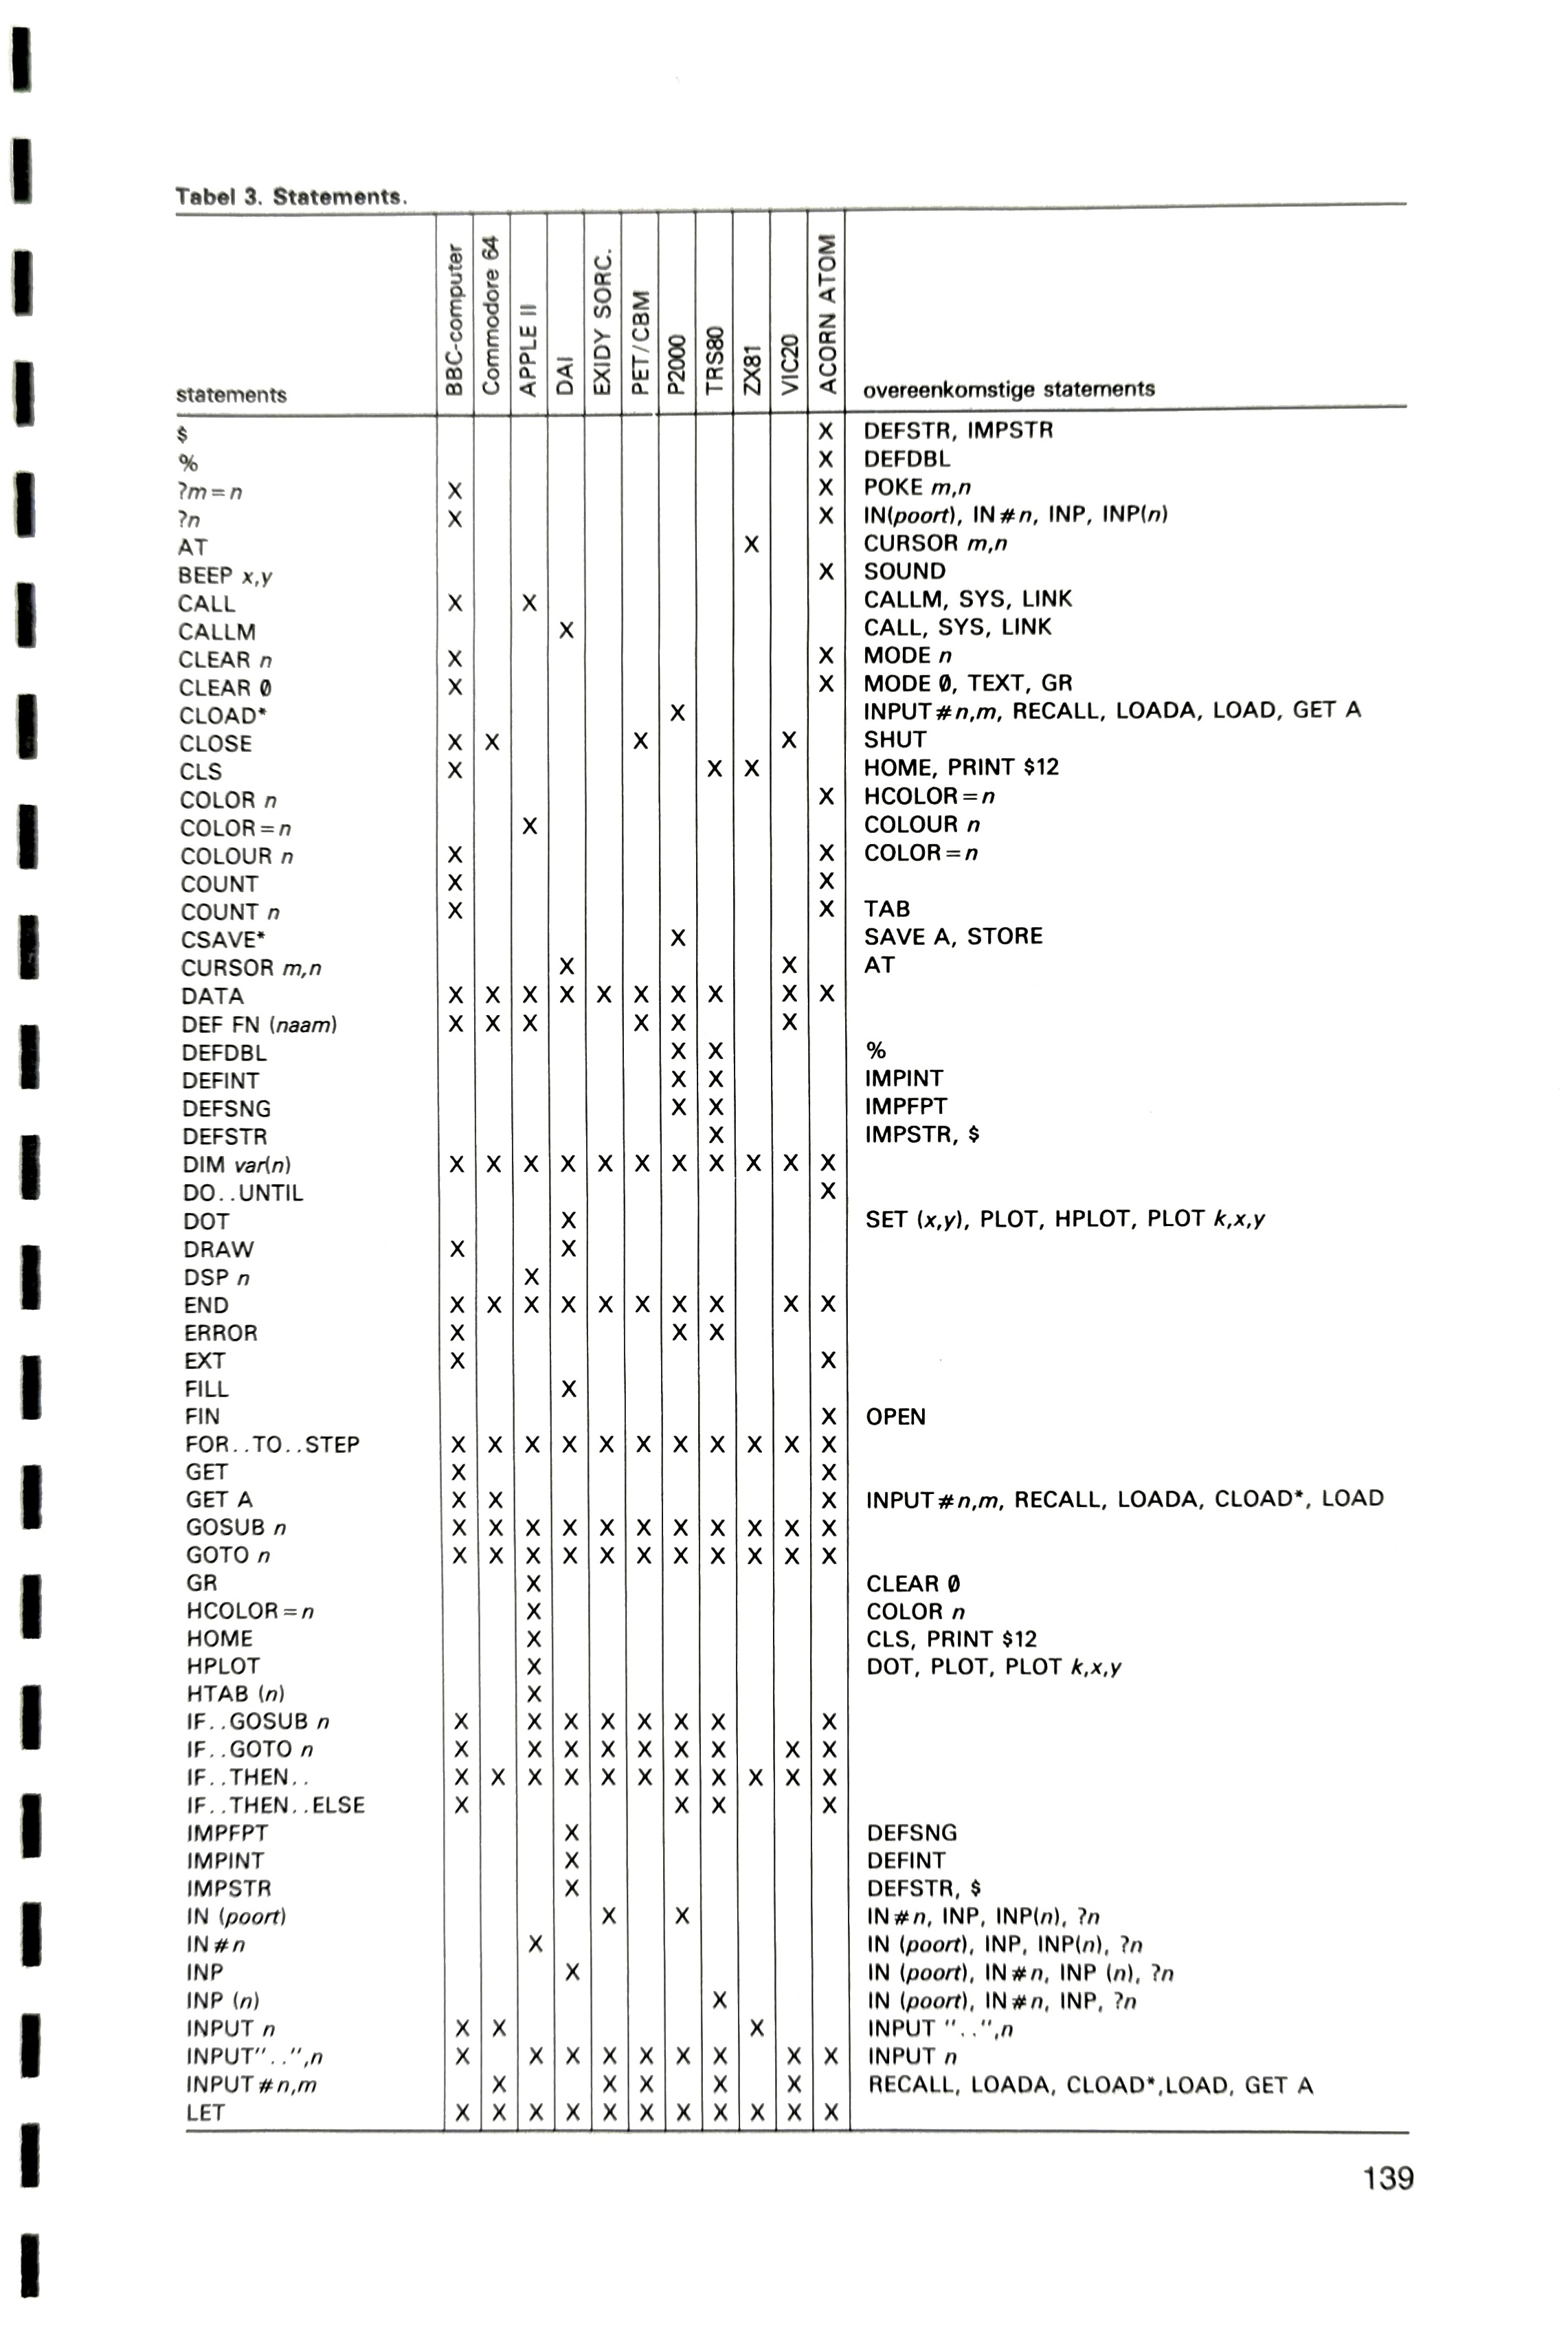 Tabel 3. Statements.
statements BBC-computer Commodore 64 APPLE II DAI EXIDY SORC. PET/CBM P2000 TRS80 ZX81 VIC20 ACORN ATOM overeenkomstige statements
$ X DEFSTR, IMPSTR
% X DEFDBL
?m=n X X POKE m,n
?n X X IN(poort), IN#n, INP, INP(n)
AT X CURSOR m,n
BEEP x,y X SOUND
CALL X X CALLM, SYS, LINK
CALLM X CALL, SYS, LINK
CLEAR n X X MODE n
CLEAR 0 X X MODE 0, TEXT, GR
CLOAD* X INPUT#n,m, RECALL, LOADA, LOAD, GET A
CLOSE X X X X SHUT
CLS X X X HOME, PRINT $12
COLOR n X HCOLOR=n
COLOR=n X COLOUR n
COLOUR n X X COLOR=n
COUNT X X
COUNT n X X TAB
CSAVE* X SAVE A, STORE
CURSOR m,n X X AT
DATA X X X X X X X X X X
DEF FN (naam) X X X X X X
DEFDBL X X %
DEFINT X X IMPINT
DEFSNG X X IMPFPT
DEFSTR X IMPSTR, $
DIM var(n) X X X X X X X X X X X
DO..UNTIL X
DOT X SET (x,y), PLOT, HPLOT, PLOT k,x,y
DRAW X X
DSP n X
END X X X X X X X X X X
ERROR X X X
EXT X X
FILL X
FIN X OPEN
FOR..TO..STEP X X X X X X X X X X X
GET X X
GET A X X X INPUT#n,m, RECALL, LOADA, CLOAD*, LOAD
GOSUB n X X X X X X X X X X X
GOTO n X X X X X X X X X X X
GR X CLEAR 0
HCOLOR=n X COLOR n
HOME X CLS, PRINT $12
HPLOT X DOT, PLOT, PLOT k,x,y
HTAB (n) X
IF..GOSUB n X X X X X X X X
IF..GOTO n X X X X X X X X X
IF..THEN.. X X X X X X X X X X X
IF..THEN..ELSE X X X X
IMPFPT X DEFSNG
IMPINT X DEFINT
IMPSTR X DEFSTR, $
IN (poort) X X IN#n, INP, INP(n), ?n
IN#n X IN (poort), INP, INP(n), ?n
INP X IN (poort), IN#n, INP (n), ?n
INP (n) X IN (poort), IN#n, INP, ?n
INPUT n X X X INPUT "..",n
INPUT"..",n X X X X X X X X X INPUT n
INPUT#n,m X X X X X RECALL, LOADA, CLOAD*,LOAD, GET A
LET X X X X X X X X X X X
139